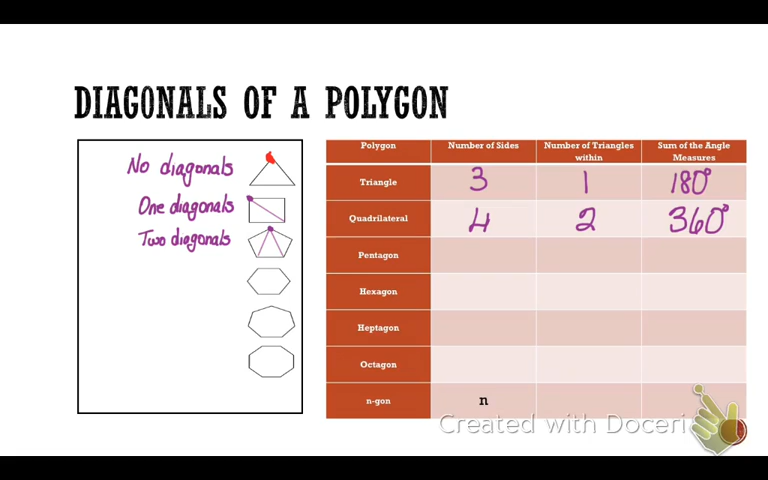 DIAGONALS OF A POLYGON
No diagonals
One diagonals
Two diagonals
Polygon Number of Sides Number of Triangles within Sum of the Angle Measures
Triangle 3 1 180°
Quadrilateral 4 2 360°
Pentagon
Hexagon
Heptagon
Octagon
n-gon n
Created with Doceri